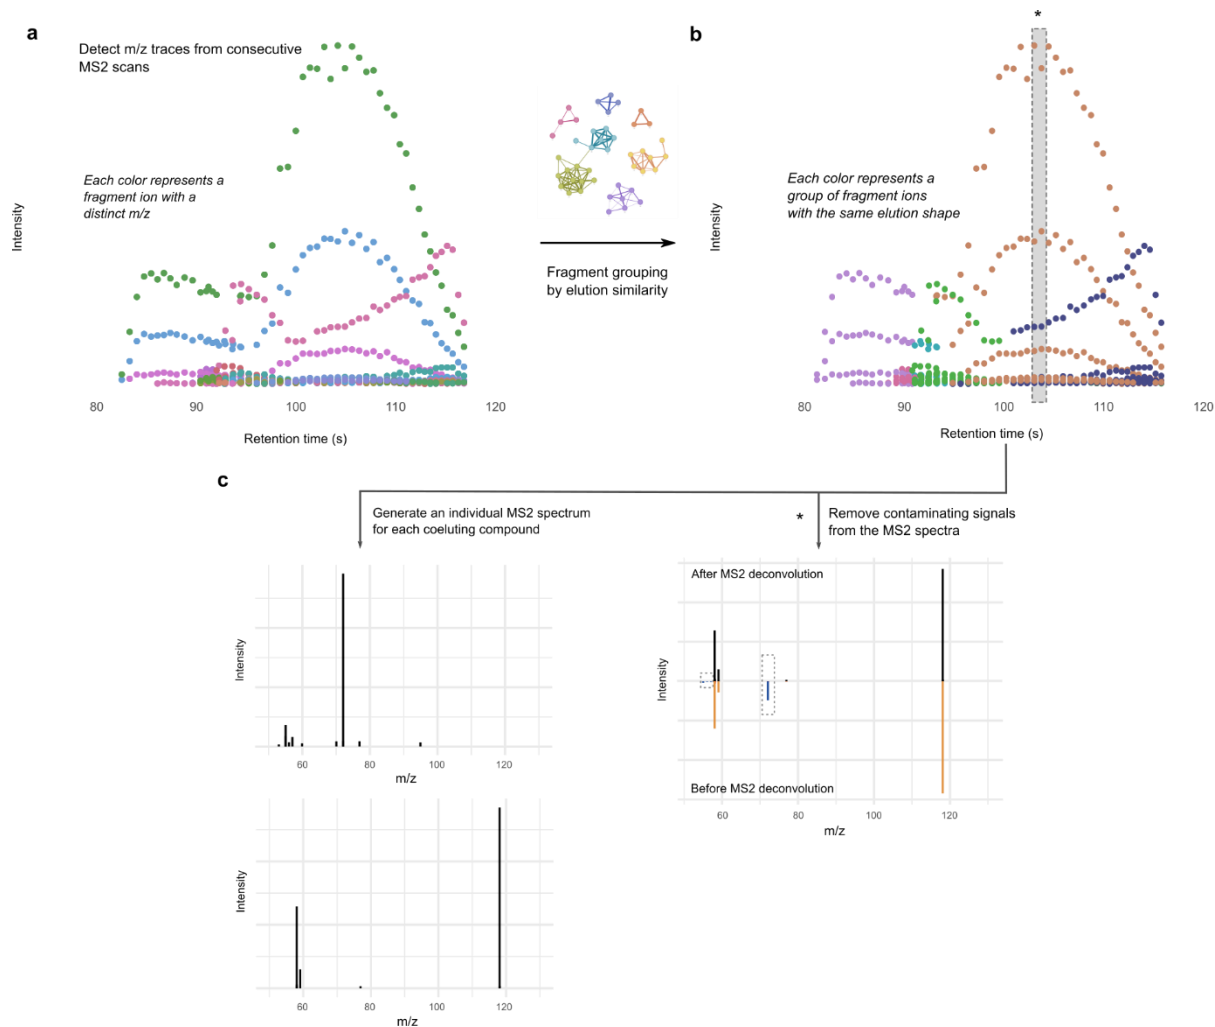 a
Detect m/z traces from consecutive
MS2 scans
Each color represents a
fragment ion with a
distinct m/z
Intensity
80 90 100 110 120
Retention time (s)
Fragment grouping
by elution similarity
b
*
Each color represents a
group of fragment ions
with the same elution shape
Intensity
80 90 100 110 120
Retention time (s)
c
Generate an individual MS2 spectrum
for each coeluting compound
*
Remove contaminating signals
from the MS2 spectra
Intensity
60 80 100 120
m/z
After MS2 deconvolution
Intensity
Before MS2 deconvolution
60 80 100 120
m/z
Intensity
60 80 100 120
m/z